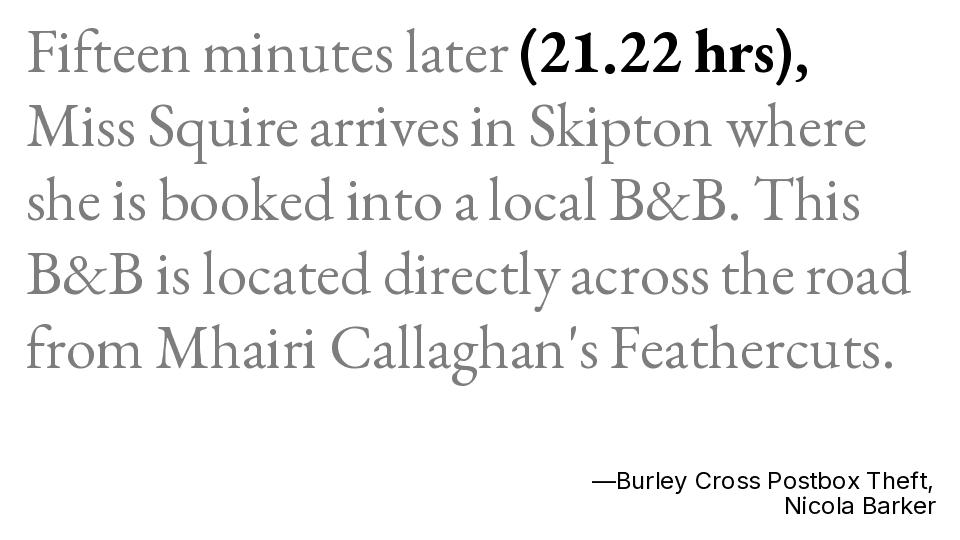 Fifteen minutes later (21.22 hrs),
Miss Squire arrives in Skipton where
she is booked into a local B&B. This
B&B is located directly across the road
from Mhairi Callaghan's Feathercuts.
—Burley Cross Postbox Theft,
Nicola Barker